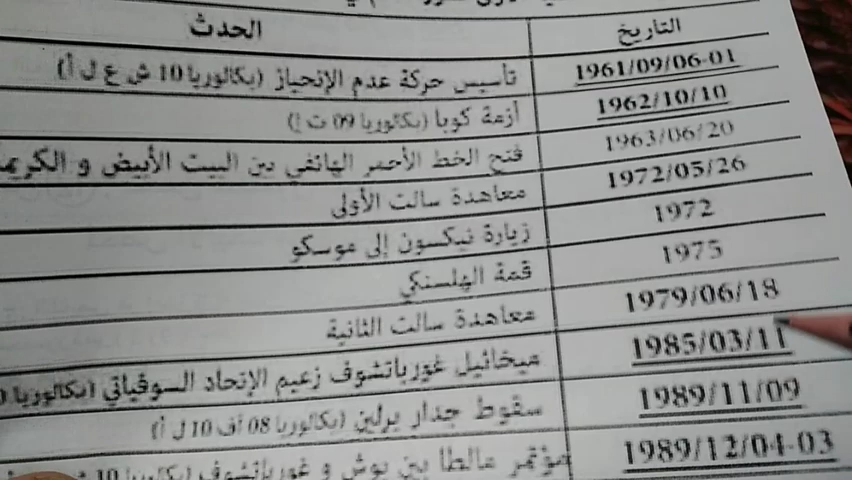 التاريخ الحدث
1961/09/06-01 تأسيس حركة عدم الإنحياز (بكالوريا 10 ش ع ل أ)
1962/10/10 أزمة كوبا (بكالوريا 09 ت إ)
1963/06/20 فتح الخط الأحمر الهاتفي بين البيت الأبيض و الكريم
1972/05/26 معاهدة سالت الأولى
1972 زيارة نيكسون إلى موسكو
1975 قمة الهلسنكي
1979/06/18 معاهدة سالت الثانية
1985/03/11 ميخائيل غورباتشوف زعيم الإتحاد السوفياتي (بكالوريا
1989/11/09 سقوط جدار برلين (بكالوريا 08 أف 10 ل أ)
1989/12/04-03 مؤتمر مالطا بين بوش و غورباتشوف (بكالوريا 10